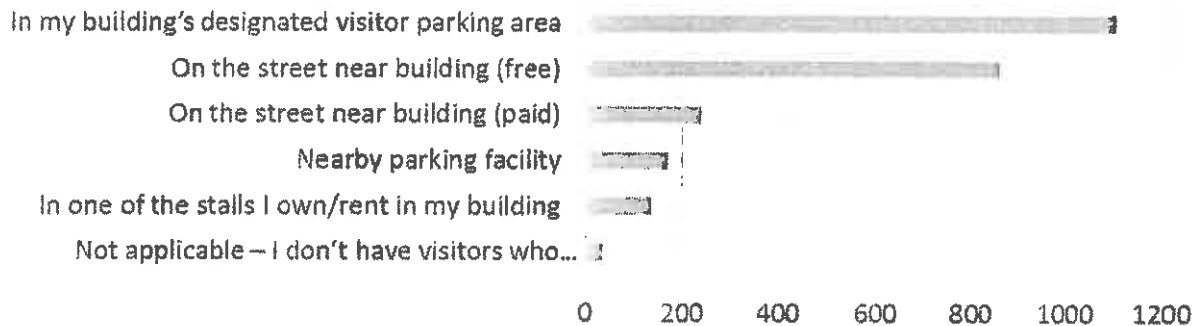 In my building's designated visitor parking area
On the street near building (free)
On the street near building (paid)
Nearby parking facility
In one of the stalls I own/rent in my building
Not applicable – I don't have visitors who...
0 200 400 600 800 1000 1200